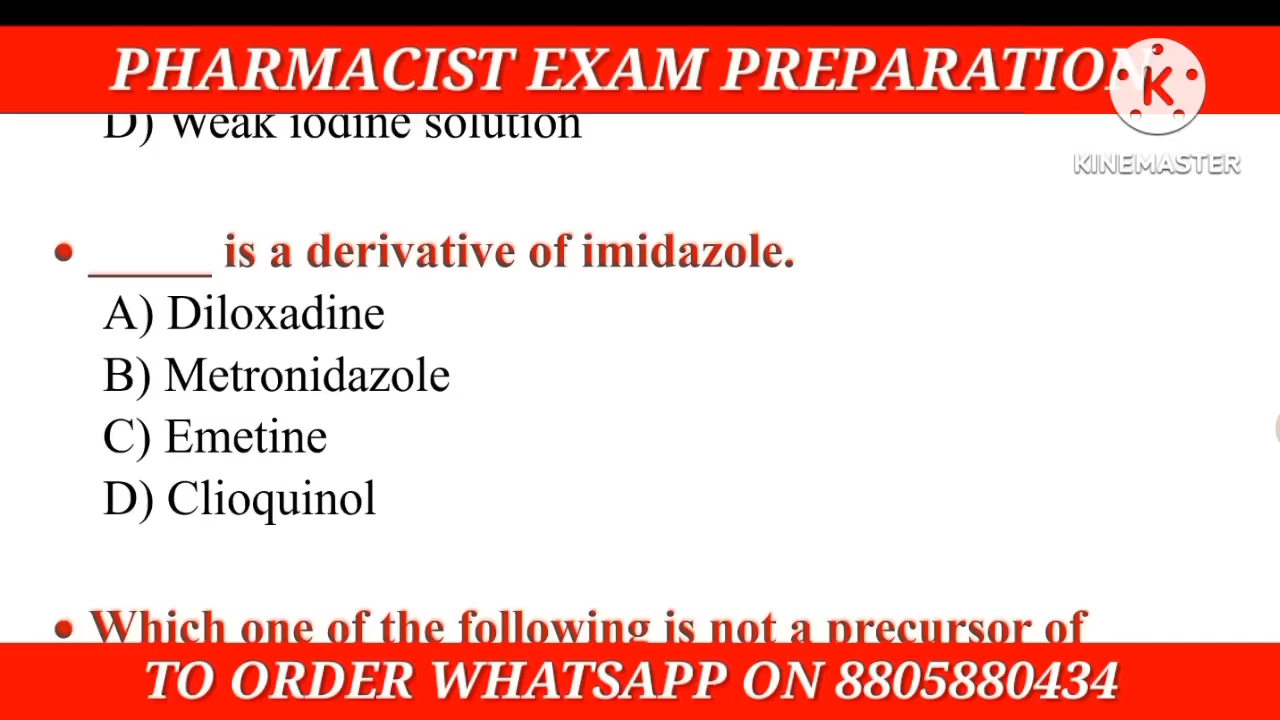 PHARMACIST EXAM PREPARATION
K
KINEMASTER
D) Weak iodine solution
• _____ is a derivative of imidazole.
A) Diloxadine
B) Metronidazole
C) Emetine
D) Clioquinol
• Which one of the following is not a precursor of
TO ORDER WHATSAPP ON 8805880434